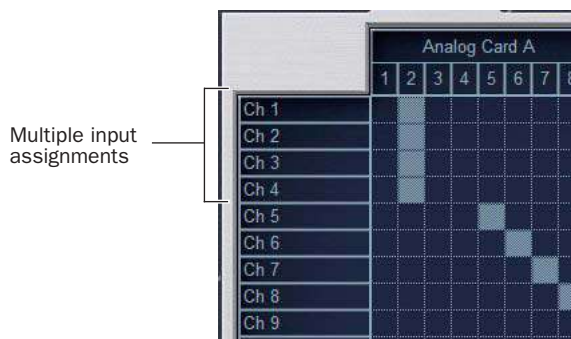 Analog Card A
1 2 3 4 5 6 7 8
Multiple input
assignments
Ch 1
Ch 2
Ch 3
Ch 4
Ch 5
Ch 6
Ch 7
Ch 8
Ch 9